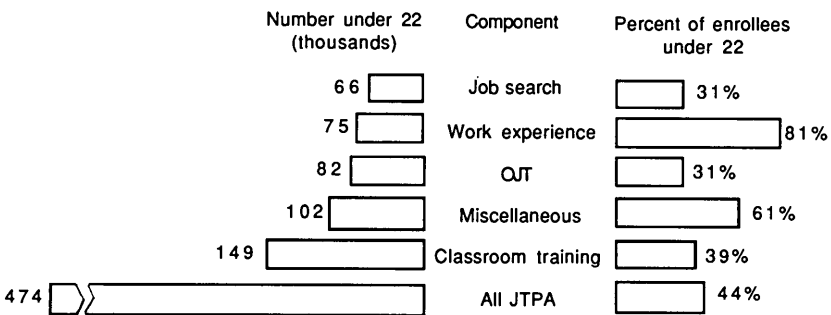 Number under 22 Component Percent of enrollees
(thousands) under 22
66 Job search 31%
75 Work experience 81%
82 OJT 31%
102 Miscellaneous 61%
149 Classroom training 39%
474 All JTPA 44%